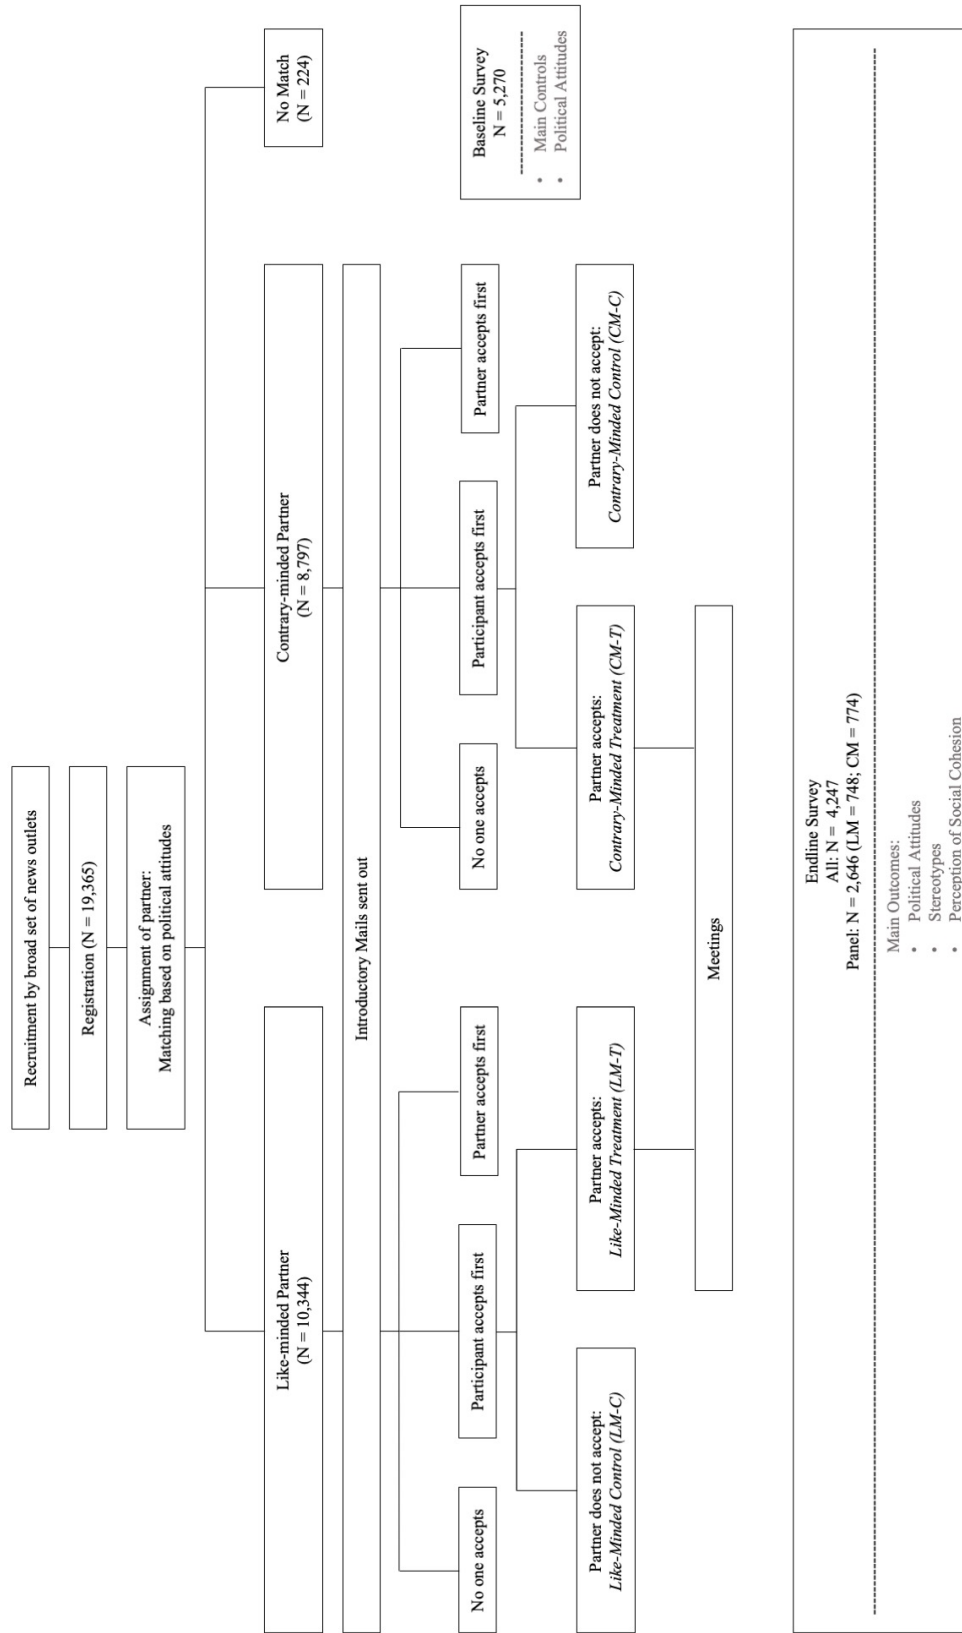 Recruitment by broad set of news outlets
Registration (N = 19,365)
Assignment of partner:
Matching based on political attitudes
Like-minded Partner
(N = 10,344)
Contrary-minded Partner
(N = 8,797)
No Match
(N = 224)
Introductory Mails sent out
No one accepts
Participant accepts first
Partner accepts first
No one accepts
Participant accepts first
Partner accepts first
Baseline Survey
N = 5,270
• Main Controls
• Political Attitudes
Partner does not accept:
Like-Minded Control (LM-C)
Partner accepts:
Like-Minded Treatment (LM-T)
Partner accepts:
Contrary-Minded Treatment (CM-T)
Partner does not accept:
Contrary-Minded Control (CM-C)
Meetings
Endline Survey
All: N = 4,247
Panel: N = 2,646 (LM = 748; CM = 774)
Main Outcomes:
• Political Attitudes
• Stereotypes
• Perception of Social Cohesion